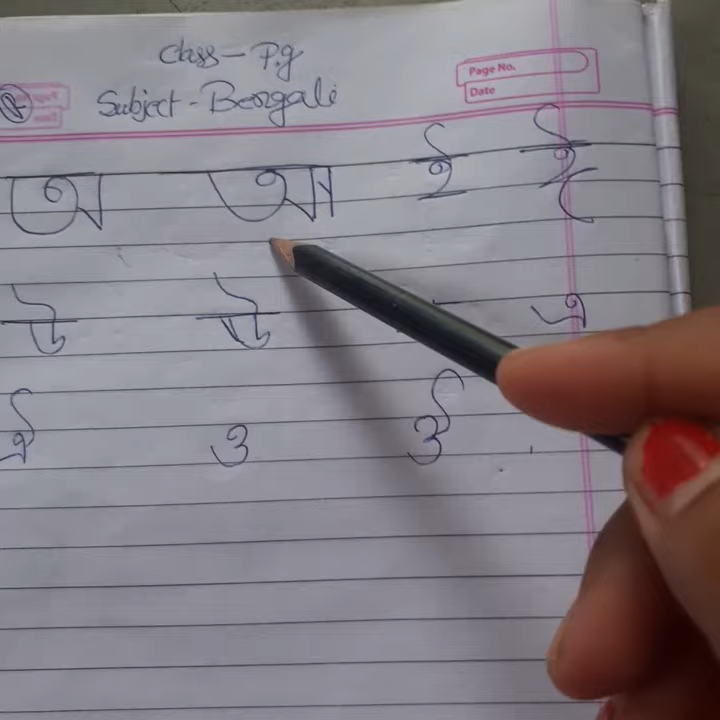 Class - P.g
Page No.
Subject - Bengali
Date
অ আ ই ঈ
উ ঊ এ
ঐ ও ঔ